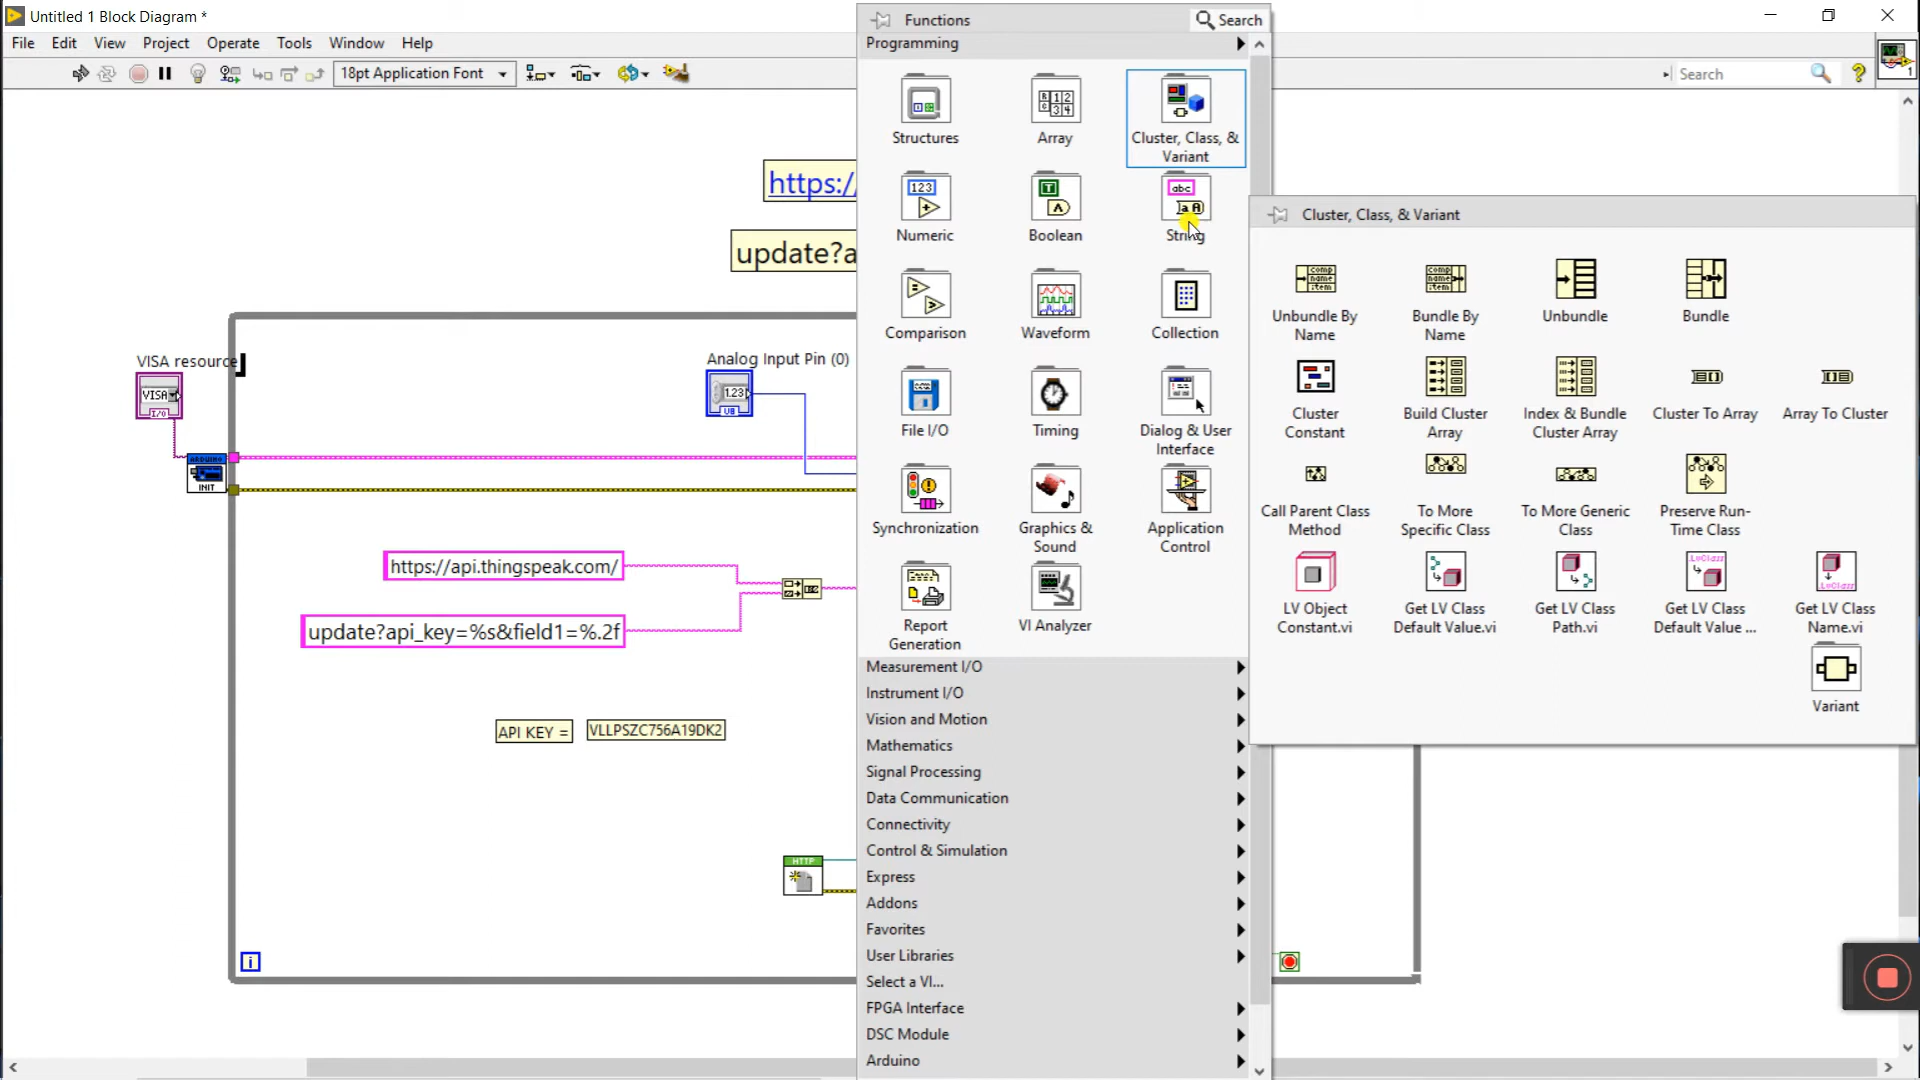 Untitled 1 Block Diagram *
File Edit View Project Operate Tools Window Help
18pt Application Font
Search
Functions
Search
Programming
Structures
Array
Cluster, Class, & Variant
Numeric
Boolean
String
Comparison
Waveform
Collection
File I/O
Timing
Dialog & User Interface
Synchronization
Graphics & Sound
Application Control
Report Generation
VI Analyzer
Measurement I/O
Instrument I/O
Vision and Motion
Mathematics
Signal Processing
Data Communication
Connectivity
Control & Simulation
Express
Addons
Favorites
User Libraries
Select a VI...
FPGA Interface
DSC Module
Arduino
Cluster, Class, & Variant
Unbundle By Name
Bundle By Name
Unbundle
Bundle
Cluster Constant
Build Cluster Array
Index & Bundle Cluster Array
Cluster To Array
Array To Cluster
Call Parent Class Method
To More Specific Class
To More Generic Class
Preserve Run-Time Class
LV Object Constant.vi
Get LV Class Default Value.vi
Get LV Class Path.vi
Get LV Class Default Value ...
Get LV Class Name.vi
Variant
https:/
update?a
VISA resource
VISA
I/O
Analog Input Pin (0)
1.23
U8
ARDUINO
INIT
https://api.thingspeak.com/
update?api_key=%s&field1=%.2f
API KEY =
VLLPSZC756A19DK2
HTTP
i